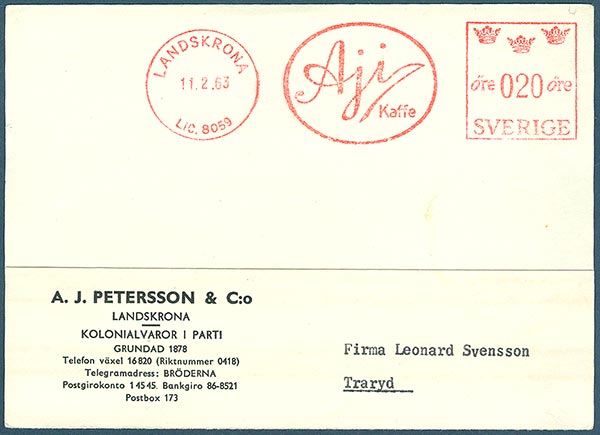 LANDSKRONA
11.2.63
LIC. 8059
Aji
Kaffe
öre 020 öre
SVERIGE
A. J. PETERSSON & C:o
LANDSKRONA
KOLONIALVAROR I PARTI
GRUNDAD 1878
Telefon växel 16820 (Riktnummer 0418)
Telegramadress: BRÖDERNA
Postgirokonto 14545. Bankgiro 86-8521
Postbox 173
Firma Leonard Svensson
Traryd